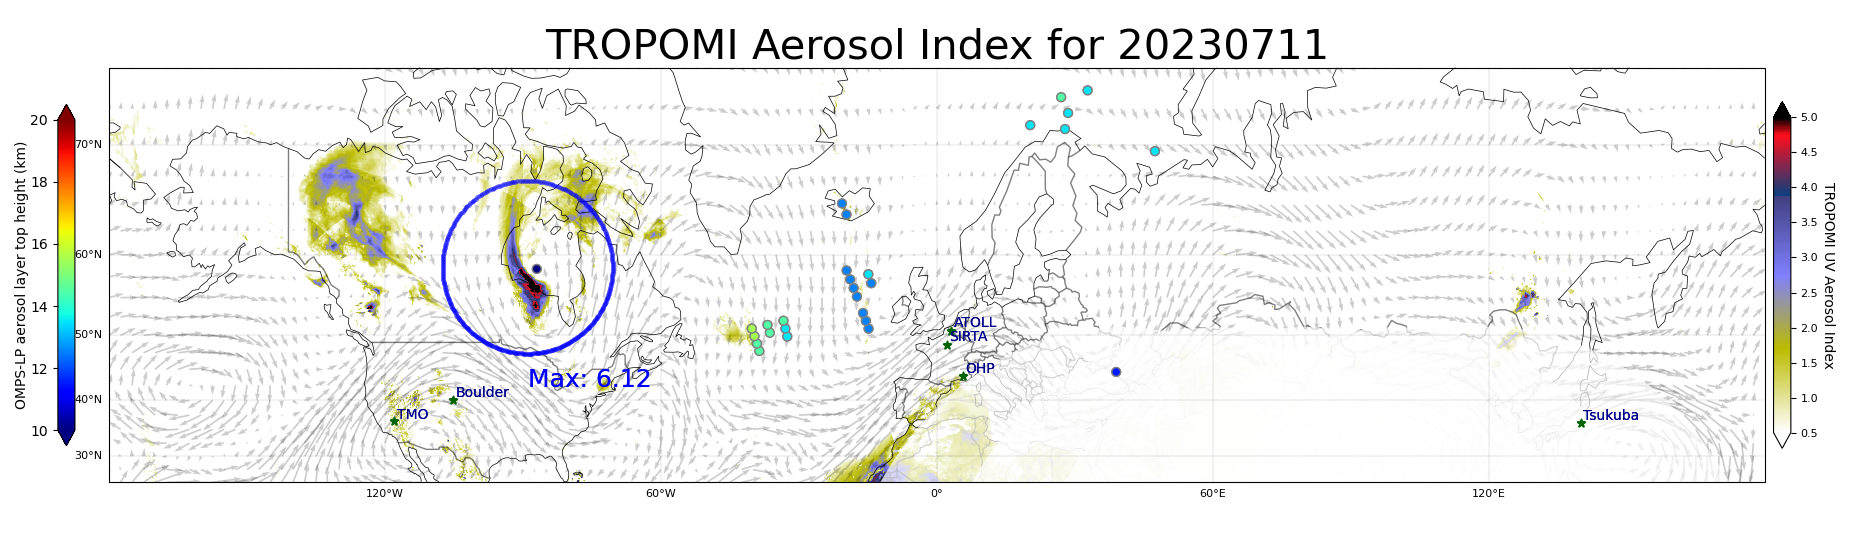 TROPOMI Aerosol Index for 20230711
OMPS-LP aerosol layer top height (km)
20
18
16
14
12
10
70°N
60°N
50°N
40°N
30°N
120°W
60°W
0°
60°E
120°E
Max: 6.12
Boulder
TMO
ATOLL
SIRTA
OHP
Tsukuba
5.0
4.5
4.0
3.5
3.0
2.5
2.0
1.5
1.0
0.5
TROPOMI UV Aerosol Index